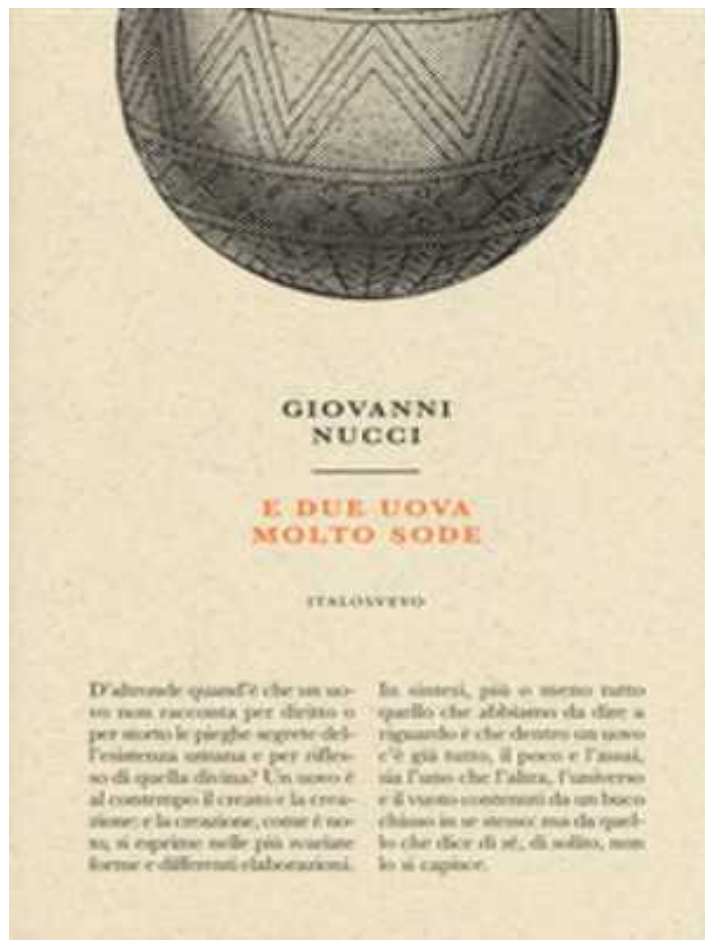 GIOVANNI
NUCCI
E DUE UOVA
MOLTO SODE
ITALOSVEVO
D'altronde quand'è che un uo-
vo non racconta per diritto o
per storto le pieghe segrete del-
l'esistenza umana e per rifles-
so di quella divina? Un uovo è
al contempo il creato e la crea-
zione: e la creazione, come è no-
to, si esprime nelle più svariate
forme e differenti elaborazioni.
In sintesi, più o meno tutto
quello che abbiamo da dire a
riguardo è che dentro un uovo
c'è già tutto, il poco e l'assai,
sia l'uno che l'altra, l'universo
e il vuoto contenuti da un buco
chiuso in se stesso: ma da quel-
lo che dice di sé, di solito, non
lo si capisce.